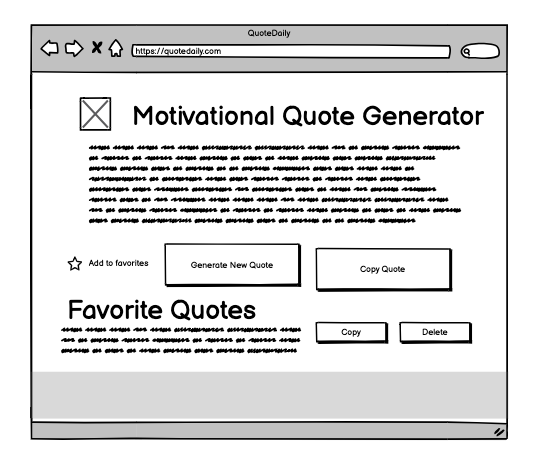 QuoteDaily
https://quotedaily.com
Motivational Quote Generator
Add to favorites
Generate New Quote
Copy Quote
Favorite Quotes
Copy
Delete